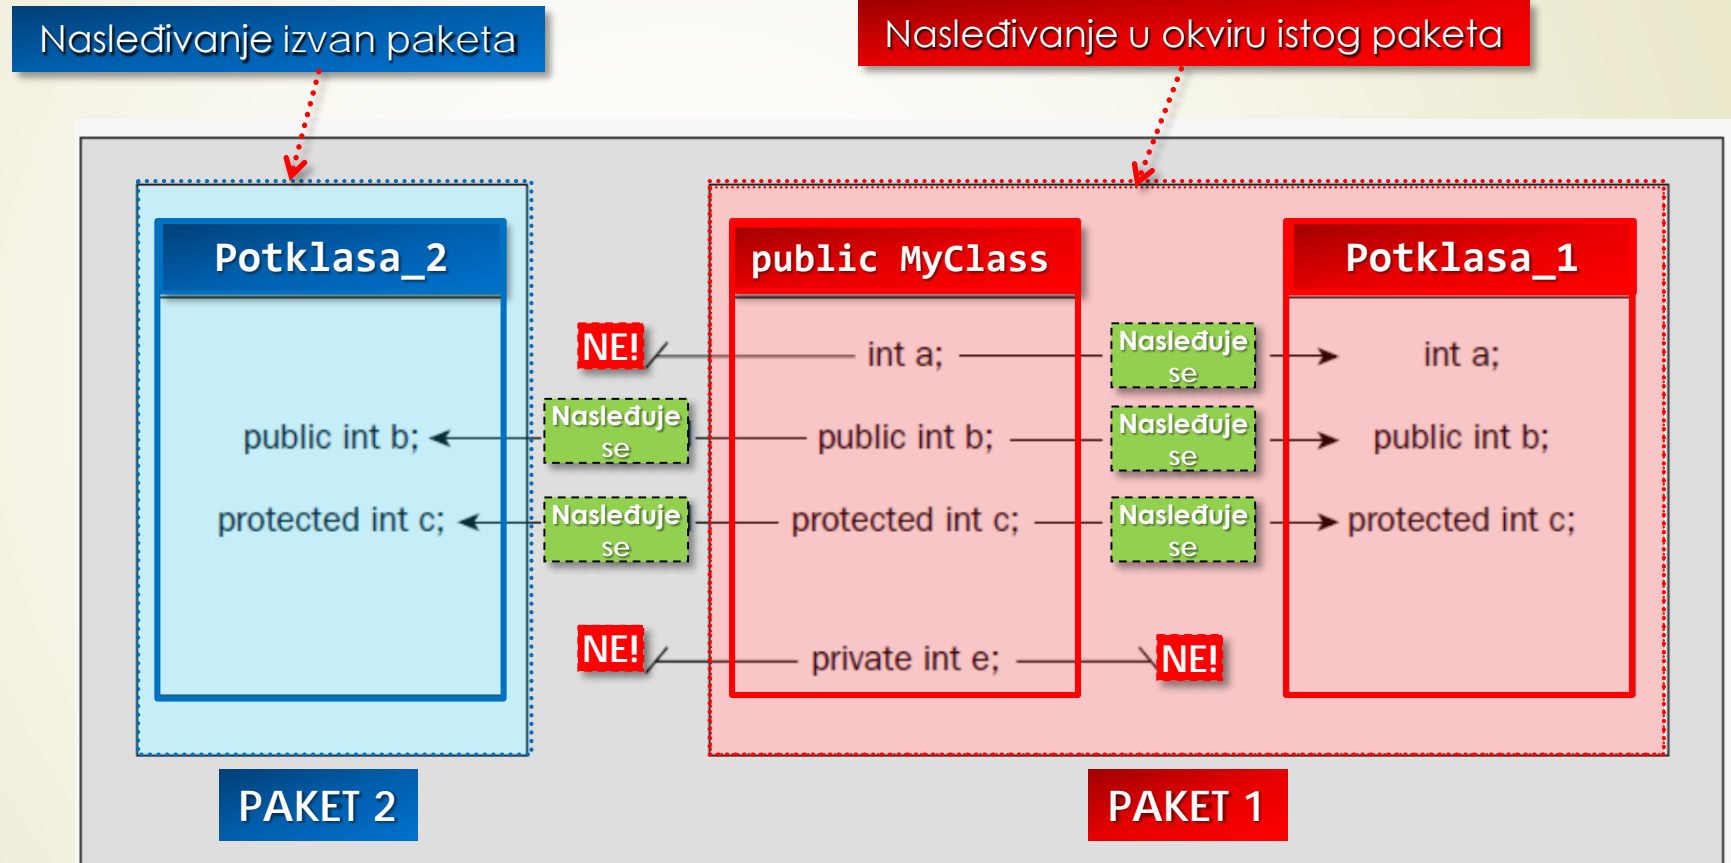 Nasleđivanje izvan paketa
Nasleđivanje u okviru istog paketa
Potklasa_2
public MyClass
Potklasa_1
NE!
int a;
Nasleđuje
se
int a;
public int b;
Nasleđuje
se
public int b;
Nasleđuje
se
public int b;
protected int c;
Nasleđuje
se
protected int c;
Nasleđuje
se
protected int c;
NE!
private int e;
NE!
PAKET 2
PAKET 1